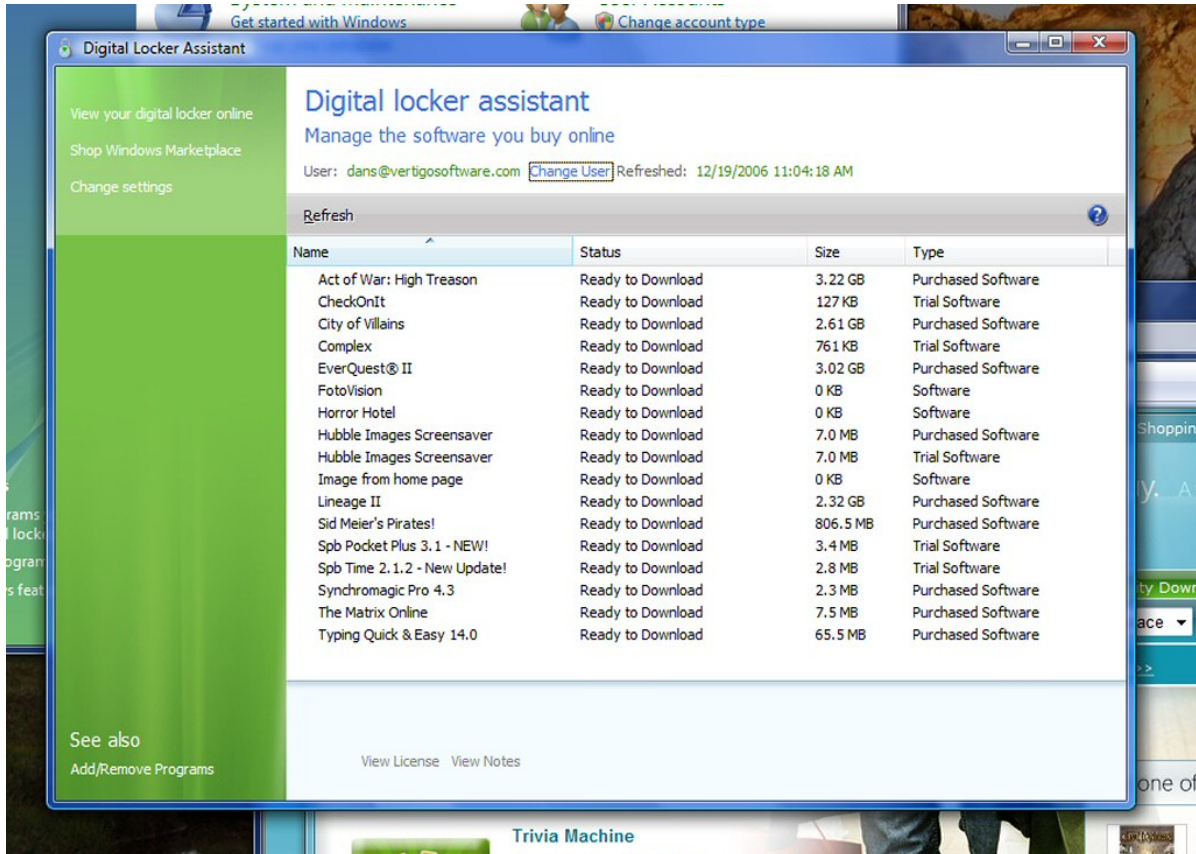 Get started with Windows
Change account type
Digital Locker Assistant
View your digital locker online
Shop Windows Marketplace
Change settings
Digital locker assistant
Manage the software you buy online
User: dans@vertigosoftware.com Change User Refreshed: 12/19/2006 11:04:18 AM
Refresh
Name Status Size Type
Act of War: High Treason Ready to Download 3.22 GB Purchased Software
CheckOnIt Ready to Download 127 KB Trial Software
City of Villains Ready to Download 2.61 GB Purchased Software
Complex Ready to Download 761 KB Trial Software
EverQuest® II Ready to Download 3.02 GB Purchased Software
FotoVision Ready to Download 0 KB Software
Horror Hotel Ready to Download 0 KB Software
Hubble Images Screensaver Ready to Download 7.0 MB Purchased Software
Hubble Images Screensaver Ready to Download 7.0 MB Trial Software
Image from home page Ready to Download 0 KB Software
Lineage II Ready to Download 2.32 GB Purchased Software
Sid Meier's Pirates! Ready to Download 806.5 MB Purchased Software
Spb Pocket Plus 3.1 - NEW! Ready to Download 3.4 MB Trial Software
Spb Time 2.1.2 - New Update! Ready to Download 2.8 MB Trial Software
Synchromagic Pro 4.3 Ready to Download 2.3 MB Purchased Software
The Matrix Online Ready to Download 7.5 MB Purchased Software
Typing Quick & Easy 14.0 Ready to Download 65.5 MB Purchased Software
See also
Add/Remove Programs
View License View Notes
Shoppin
y. A
ity Down
ace
>>
one of
rams
l locke
ogram
s feat
Trivia Machine